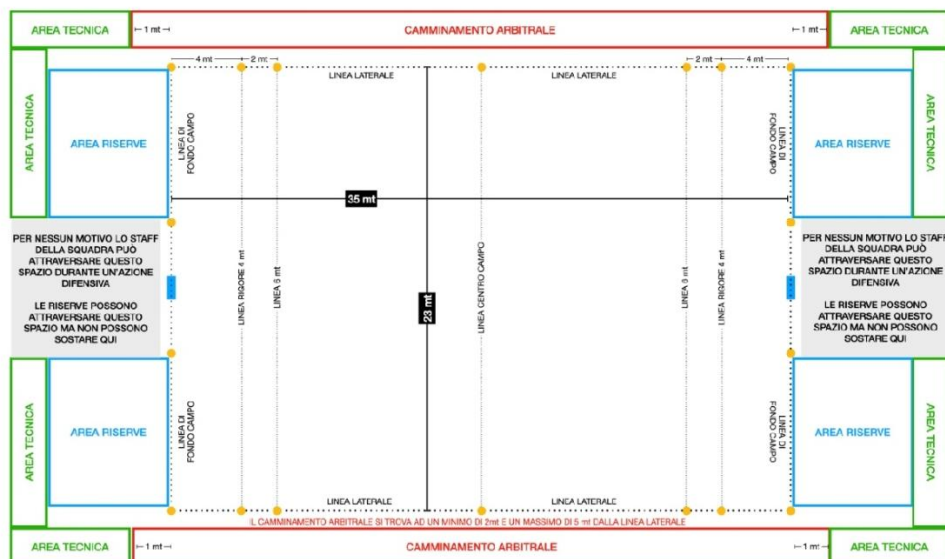 AREA TECNICA
1 mt
CAMMINAMENTO ARBITRALE
1 mt
AREA TECNICA
4 mt
2 mt
LINEA LATERALE
LINEA LATERALE
2 mt
4 mt
AREA TECNICA
AREA RISERVE
LINEA DI
FONDO CAMPO
LINEA DI
FONDO CAMPO
AREA RISERVE
AREA TECNICA
35 mt
PER NESSUN MOTIVO LO STAFF
DELLA SQUADRA PUÒ
ATTRAVERSARE QUESTO
SPAZIO DURANTE UN'AZIONE
DIFENSIVA
LE RISERVE POSSONO
ATTRAVERSARE QUESTO
SPAZIO MA NON POSSONO
SOSTARE QUI
LINEA RIGORE 4 mt
LINEA 6 mt
23 mt
LINEA CENTRO CAMPO
LINEA 6 mt
LINEA RIGORE 4 mt
PER NESSUN MOTIVO LO STAFF
DELLA SQUADRA PUÒ
ATTRAVERSARE QUESTO
SPAZIO DURANTE UN'AZIONE
DIFENSIVA
LE RISERVE POSSONO
ATTRAVERSARE QUESTO
SPAZIO MA NON POSSONO
SOSTARE QUI
AREA TECNICA
AREA RISERVE
LINEA DI
FONDO CAMPO
LINEA DI
FONDO CAMPO
AREA RISERVE
AREA TECNICA
LINEA LATERALE
LINEA LATERALE
IL CAMMINAMENTO ARBITRALE SI TROVA AD UN MINIMO DI 2mt E UN MASSIMO DI 5 mt DALLA LINEA LATERALE
AREA TECNICA
1 mt
CAMMINAMENTO ARBITRALE
1 mt
AREA TECNICA